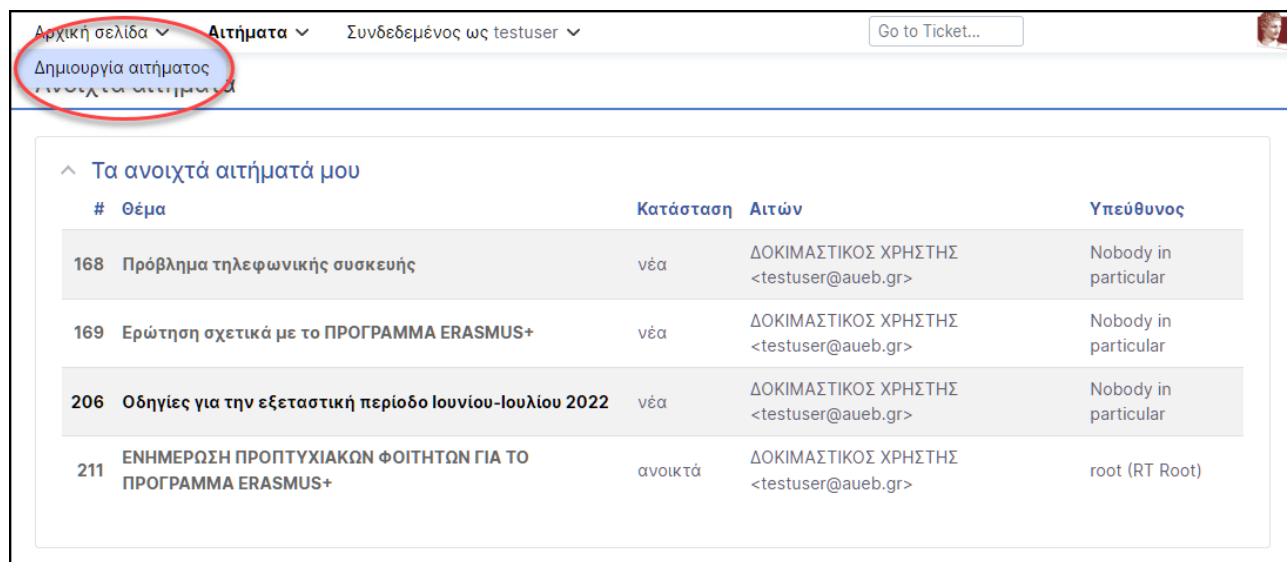 Αρχική σελίδα Αιτήματα Συνδεδεμένος ως testuser Go to Ticket...
Δημιουργία αιτήματος
Ανοιχτά αιτήματα
Τα ανοιχτά αιτήματά μου
# Θέμα Κατάσταση Αιτών Υπεύθυνος
168 Πρόβλημα τηλεφωνικής συσκευής νέα ΔΟΚΙΜΑΣΤΙΚΟΣ ΧΡΗΣΤΗΣ Nobody in
<testuser@aueb.gr> particular
169 Ερώτηση σχετικά με το ΠΡΟΓΡΑΜΜΑ ERASMUS+ νέα ΔΟΚΙΜΑΣΤΙΚΟΣ ΧΡΗΣΤΗΣ Nobody in
<testuser@aueb.gr> particular
206 Οδηγίες για την εξεταστική περίοδο Ιουνίου-Ιουλίου 2022 νέα ΔΟΚΙΜΑΣΤΙΚΟΣ ΧΡΗΣΤΗΣ Nobody in
<testuser@aueb.gr> particular
211 ΕΝΗΜΕΡΩΣΗ ΠΡΟΠΤΥΧΙΑΚΩΝ ΦΟΙΤΗΤΩΝ ΓΙΑ ΤΟ ανοικτά ΔΟΚΙΜΑΣΤΙΚΟΣ ΧΡΗΣΤΗΣ root (RT Root)
ΠΡΟΓΡΑΜΜΑ ERASMUS+ <testuser@aueb.gr>